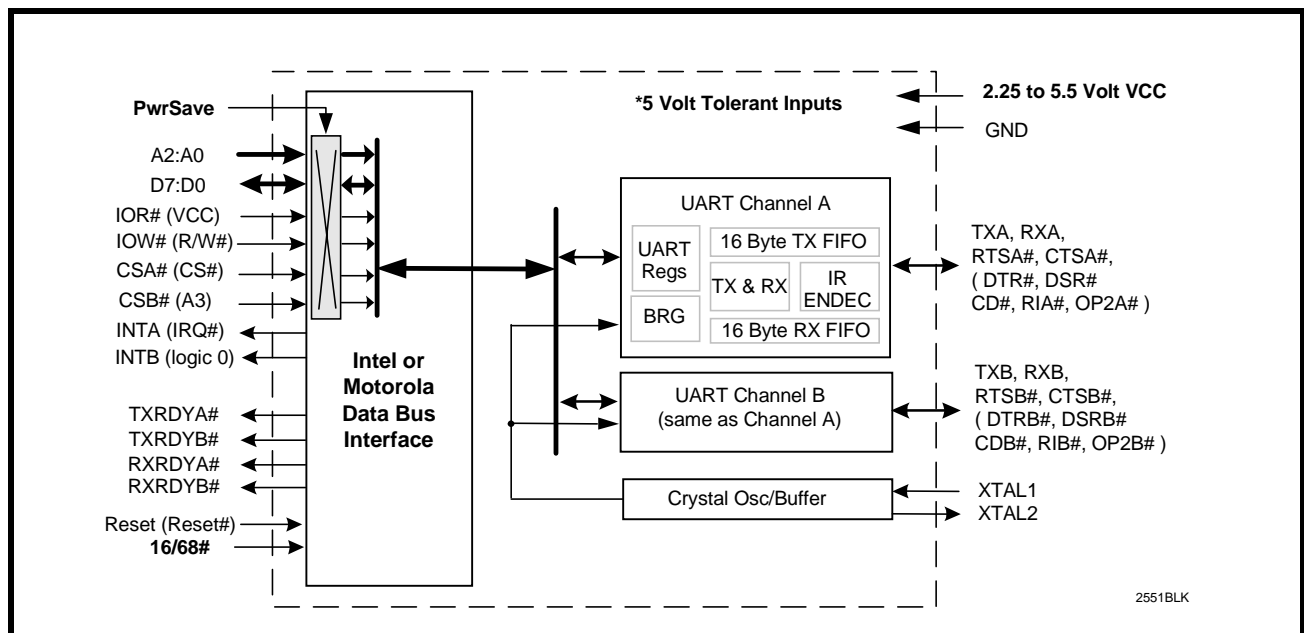 PwrSave
A2:A0
D7:D0
IOR# (VCC)
IOW# (R/W#)
CSA# (CS#)
CSB# (A3)
INTA (IRQ#)
INTB (logic 0)
TXRDYA#
TXRDYB#
RXRDYA#
RXRDYB#
Reset (Reset#)
16/68#
Intel or
Motorola
Data Bus
Interface
*5 Volt Tolerant Inputs
2.25 to 5.5 Volt VCC
GND
UART Channel A
UART
Regs
BRG
16 Byte TX FIFO
TX & RX
IR
ENDEC
16 Byte RX FIFO
TXA, RXA,
RTSA#, CTSA#,
( DTR#, DSR#
CD#, RIA#, OP2A# )
UART Channel B
(same as Channel A)
TXB, RXB,
RTSB#, CTSB#,
( DTRB#, DSRB#
CDB#, RIB#, OP2B# )
Crystal Osc/Buffer
XTAL1
XTAL2
2551BLK